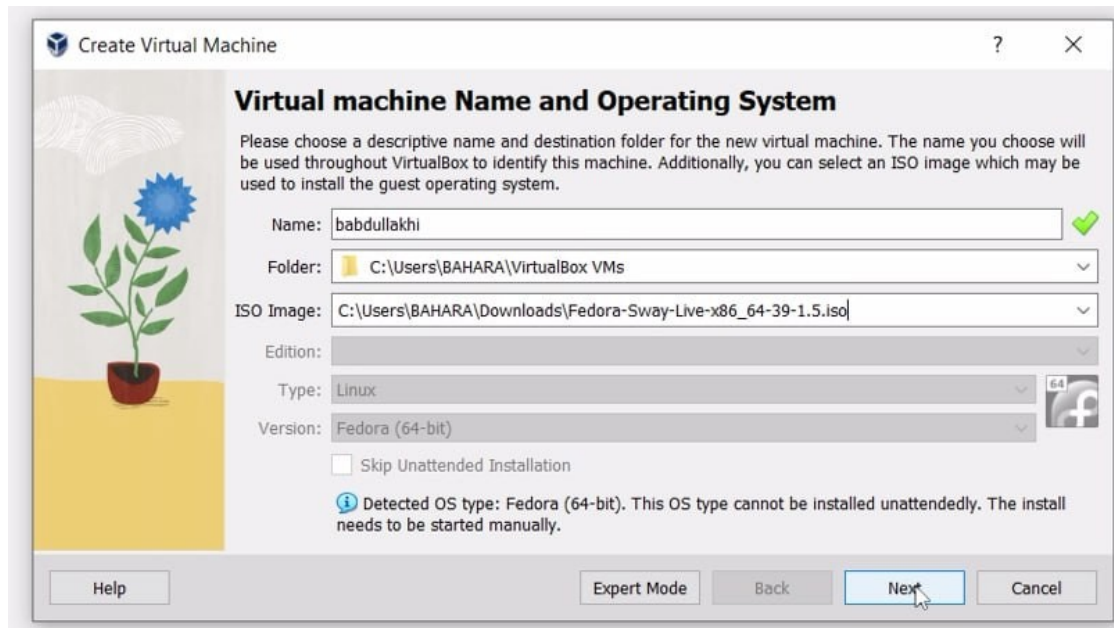 Create Virtual Machine
?
Virtual machine Name and Operating System
Please choose a descriptive name and destination folder for the new virtual machine. The name you choose will
be used throughout VirtualBox to identify this machine. Additionally, you can select an ISO image which may be
used to install the guest operating system.
Name: babdullakhi
Folder: C:\Users\BAHARA\VirtualBox VMs
ISO Image: C:\Users\BAHARA\Downloads\Fedora-Sway-Live-x86_64-39-1.5.iso
Edition:
Type: Linux
64
Version: Fedora (64-bit)
Skip Unattended Installation
Detected OS type: Fedora (64-bit). This OS type cannot be installed unattendedly. The install
needs to be started manually.
Help Expert Mode Back Next Cancel